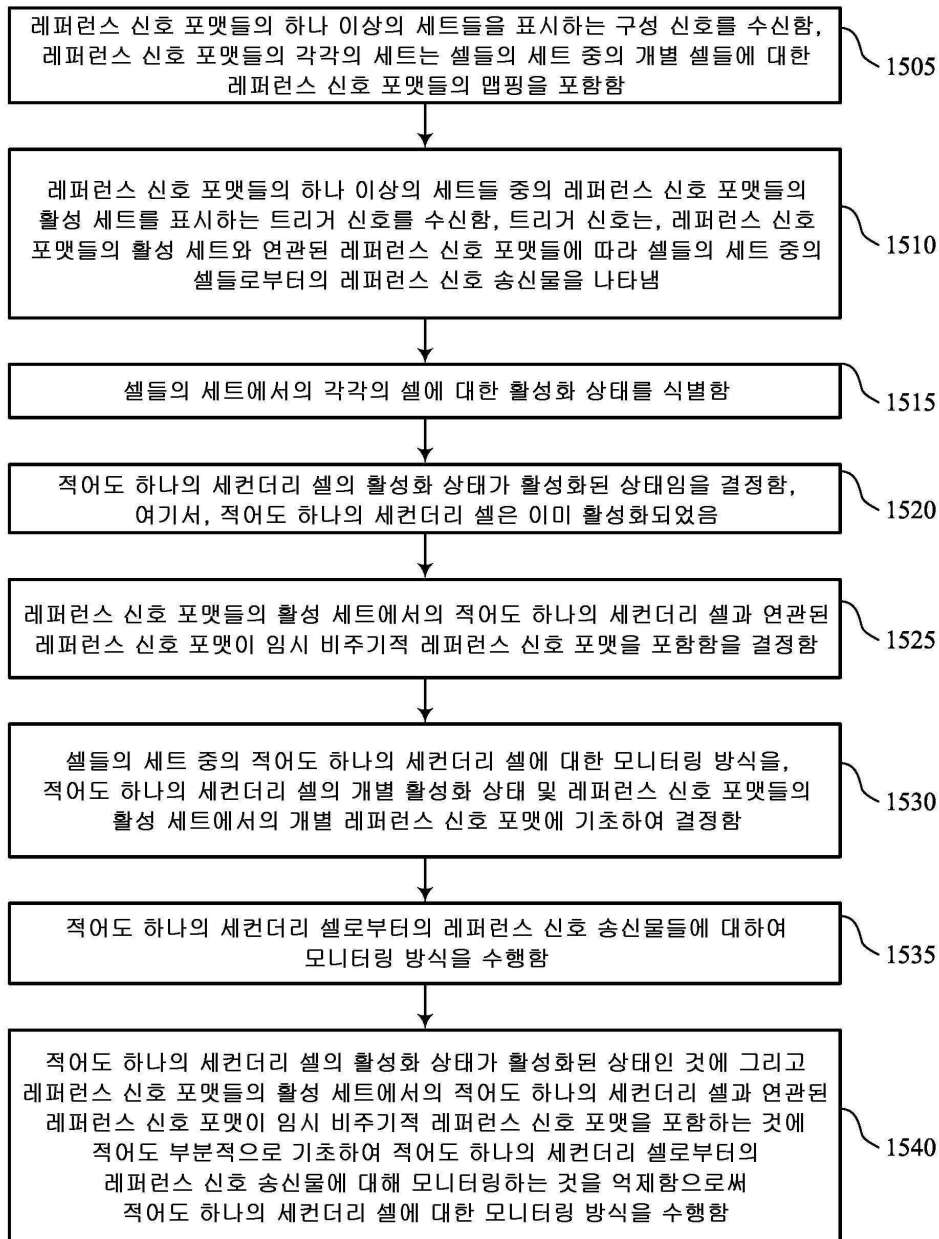 레퍼런스 신호 포맷들의 하나 이상의 세트들을 표시하는 구성 신호를 수신함,
레퍼런스 신호 포맷들의 각각의 세트는 셀들의 세트 중의 개별 셀들에 대한
레퍼런스 신호 포맷들의 맵핑을 포함함
1505
레퍼런스 신호 포맷들의 하나 이상의 세트들 중의 레퍼런스 신호 포맷들의
활성 세트를 표시하는 트리거 신호를 수신함, 트리거 신호는, 레퍼런스 신호
포맷들의 활성 세트와 연관된 레퍼런스 신호 포맷들에 따라 셀들의 세트 중의
셀들로부터의 레퍼런스 신호 송신물을 나타냄
1510
셀들의 세트에서의 각각의 셀에 대한 활성화 상태를 식별함
1515
적어도 하나의 세컨더리 셀의 활성화 상태가 활성화된 상태임을 결정함,
여기서, 적어도 하나의 세컨더리 셀은 이미 활성화되었음
1520
레퍼런스 신호 포맷들의 활성 세트에서의 적어도 하나의 세컨더리 셀과 연관된
레퍼런스 신호 포맷이 임시 비주기적 레퍼런스 신호 포맷을 포함함을 결정함
1525
셀들의 세트 중의 적어도 하나의 세컨더리 셀에 대한 모니터링 방식을,
적어도 하나의 세컨더리 셀의 개별 활성화 상태 및 레퍼런스 신호 포맷들의
활성 세트에서의 개별 레퍼런스 신호 포맷에 기초하여 결정함
1530
적어도 하나의 세컨더리 셀로부터의 레퍼런스 신호 송신물들에 대하여
모니터링 방식을 수행함
1535
적어도 하나의 세컨더리 셀의 활성화 상태가 활성화된 상태인 것에 그리고
레퍼런스 신호 포맷들의 활성 세트에서의 적어도 하나의 세컨더리 셀과 연관된
레퍼런스 신호 포맷이 임시 비주기적 레퍼런스 신호 포맷을 포함하는 것에
적어도 부분적으로 기초하여 적어도 하나의 세컨더리 셀로부터의
레퍼런스 신호 송신물에 대해 모니터링하는 것을 억제함으로써
적어도 하나의 세컨더리 셀에 대한 모니터링 방식을 수행함
1540